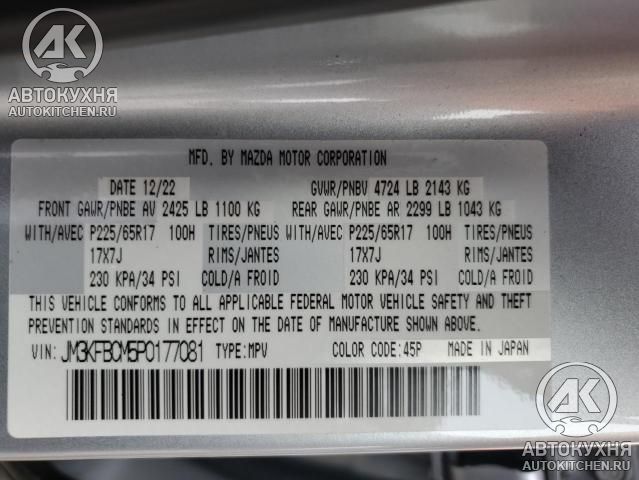 AK
АВТОКУХНЯ
AUTOKITCHEN.RU
MFD. BY MAZDA MOTOR CORPORATION
DATE 12/22 GVWR/PNBV 4724 LB 2143 KG
FRONT GAWR/PNBE AV 2425 LB 1100 KG REAR GAWR/PNBE AR 2299 LB 1043 KG
WITH/AVEC P225/65R17 100H TIRES/PNEUS WITH/AVEC P225/65R17 100H TIRES/PNEUS
17X7J RIMS/JANTES 17X7J RIMS/JANTES
230 KPA/34 PSI COLD/A FROID 230 KPA/34 PSI COLD/A FROID
THIS VEHICLE CONFORMS TO ALL APPLICABLE FEDERAL MOTOR VEHICLE SAFETY AND THEFT
PREVENTION STANDARDS IN EFFECT ON THE DATE OF MANUFACTURE SHOWN ABOVE.
VIN: JM3KFBCM5P0177081 TYPE:MPV COLOR CODE:45P MADE IN JAPAN
AK
АВТОКУХНЯ
AUTOKITCHEN.RU